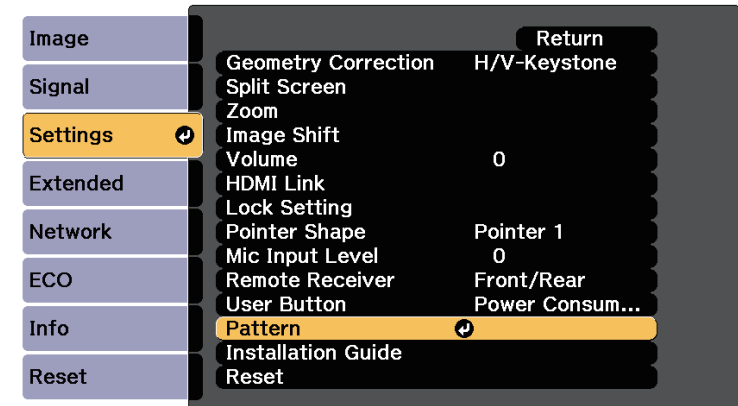 Image
Signal
Settings
Extended
Network
ECO
Info
Reset
Return
Geometry Correction H/V-Keystone
Split Screen
Zoom
Image Shift
Volume 0
HDMI Link
Lock Setting
Pointer Shape Pointer 1
Mic Input Level 0
Remote Receiver Front/Rear
User Button Power Consum...
Pattern
Installation Guide
Reset